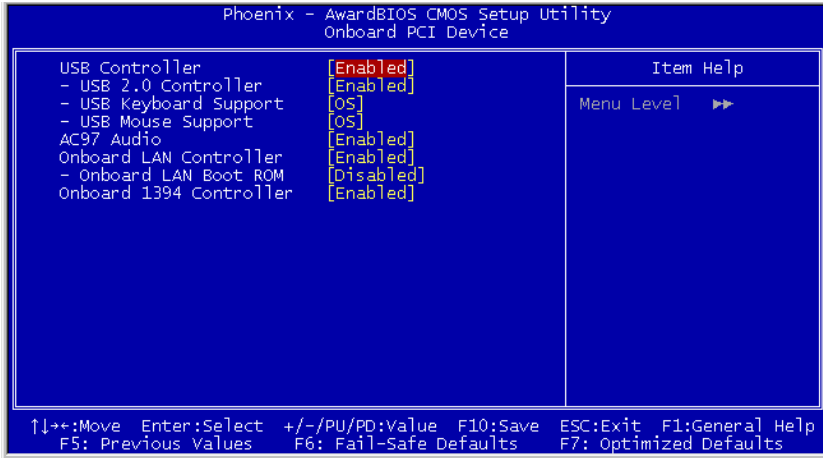 Phoenix - AwardBIOS CMOS Setup Utility
Onboard PCI Device
USB Controller [Enabled]
- USB 2.0 Controller [Enabled]
- USB Keyboard Support [OS]
- USB Mouse Support [OS]
AC97 Audio [Enabled]
Onboard LAN Controller [Enabled]
- Onboard LAN Boot ROM [Disabled]
Onboard 1394 Controller [Enabled]
Item Help
Menu Level ▶▶
↑↓→←:Move Enter:Select +/-/PU/PD:Value F10:Save ESC:Exit F1:General Help
F5: Previous Values F6: Fail-Safe Defaults F7: Optimized Defaults